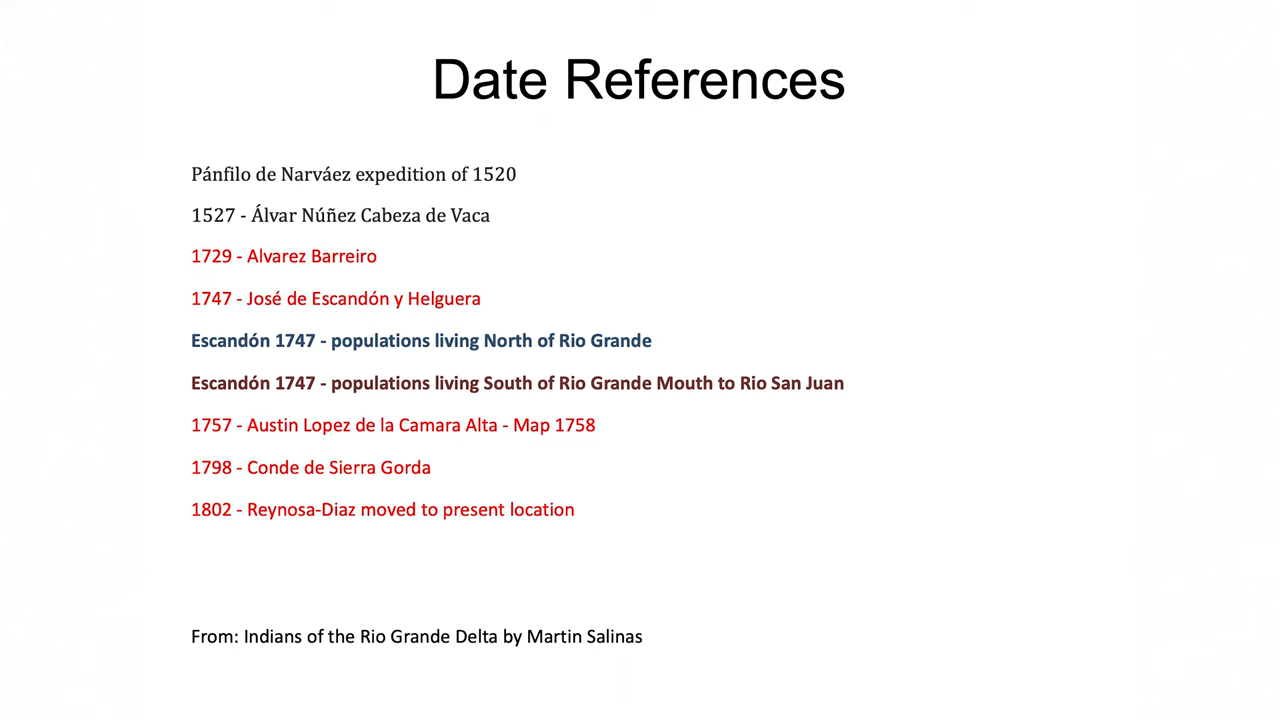 Date References
Pánfilo de Narváez expedition of 1520
1527 - Álvar Núñez Cabeza de Vaca
1729 - Alvarez Barreiro
1747 - José de Escandón y Helguera
Escandón 1747 - populations living North of Rio Grande
Escandón 1747 - populations living South of Rio Grande Mouth to Rio San Juan
1757 - Austin Lopez de la Camara Alta - Map 1758
1798 - Conde de Sierra Gorda
1802 - Reynosa-Diaz moved to present location
From: Indians of the Rio Grande Delta by Martin Salinas